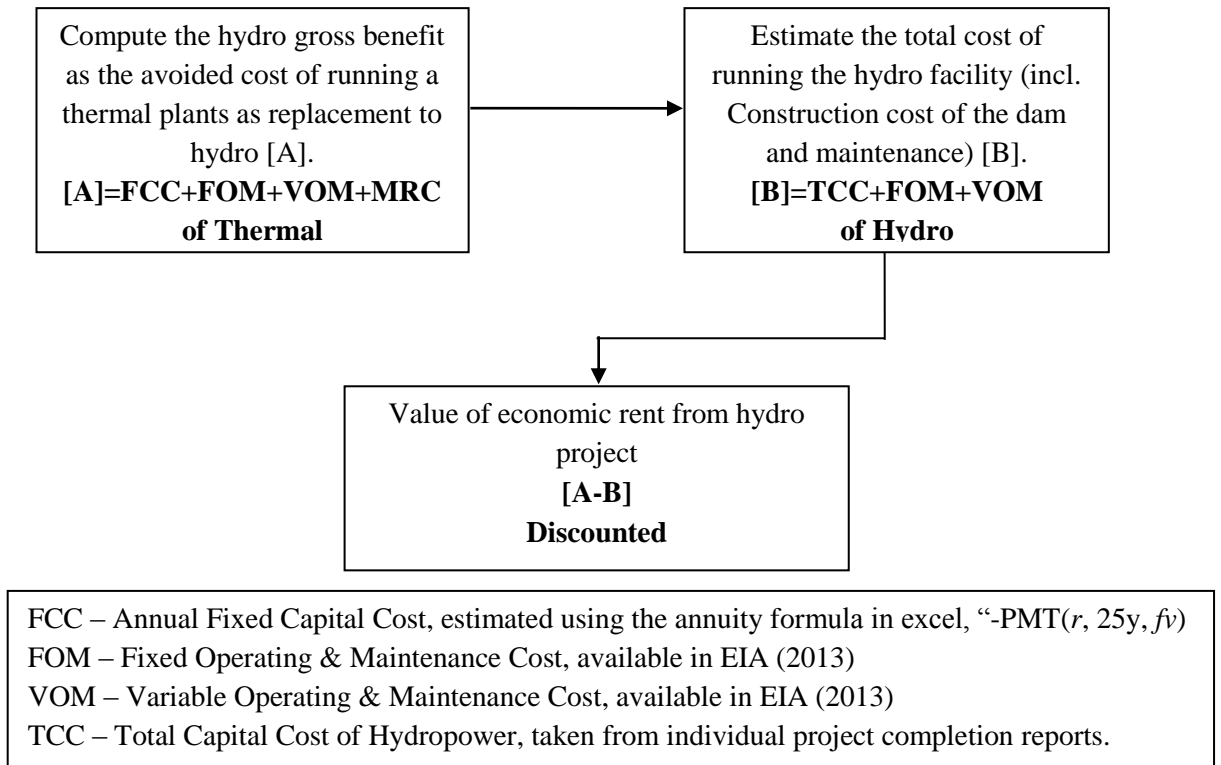 Compute the hydro gross benefit
as the avoided cost of running a
thermal plants as replacement to
hydro [A].
[A]=FCC+FOM+VOM+MRC
of Thermal
Estimate the total cost of
running the hydro facility (incl.
Construction cost of the dam
and maintenance) [B].
[B]=TCC+FOM+VOM
of Hydro
Value of economic rent from hydro
project
[A-B]
Discounted
FCC – Annual Fixed Capital Cost, estimated using the annuity formula in excel, “-PMT(r, 25y, fv)
FOM – Fixed Operating & Maintenance Cost, available in EIA (2013)
VOM – Variable Operating & Maintenance Cost, available in EIA (2013)
TCC – Total Capital Cost of Hydropower, taken from individual project completion reports.